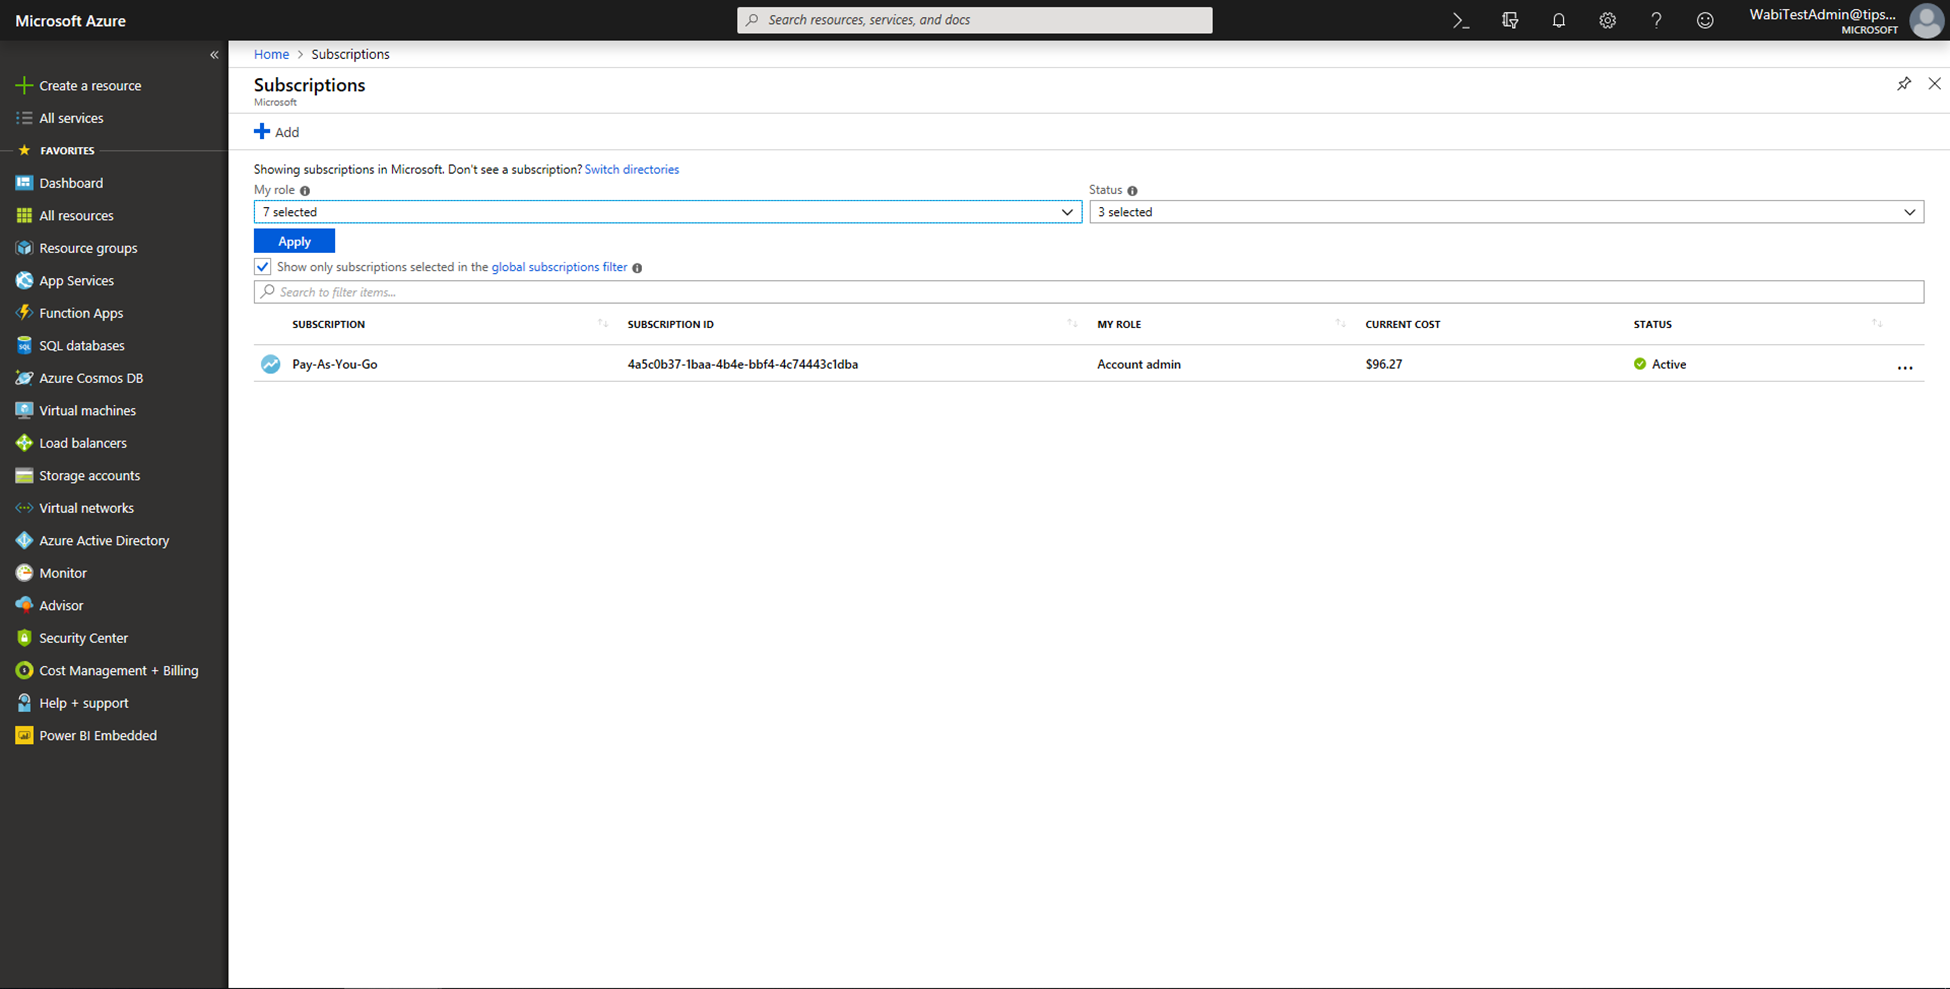 Microsoft Azure
Search resources, services, and docs
WabiTestAdmin@tips...
MICROSOFT
Create a resource
All services
FAVORITES
Dashboard
All resources
Resource groups
App Services
Function Apps
SQL databases
Azure Cosmos DB
Virtual machines
Load balancers
Storage accounts
Virtual networks
Azure Active Directory
Monitor
Advisor
Security Center
Cost Management + Billing
Help + support
Power BI Embedded
Home > Subscriptions
Subscriptions
Microsoft
Add
Showing subscriptions in Microsoft. Don't see a subscription? Switch directories
My role
Status
7 selected
3 selected
Apply
Show only subscriptions selected in the global subscriptions filter
Search to filter items...
SUBSCRIPTION SUBSCRIPTION ID MY ROLE CURRENT COST STATUS
Pay-As-You-Go 4a5c0b37-1baa-4b4e-bbf4-4c74443c1dba Account admin $96.27 Active ...